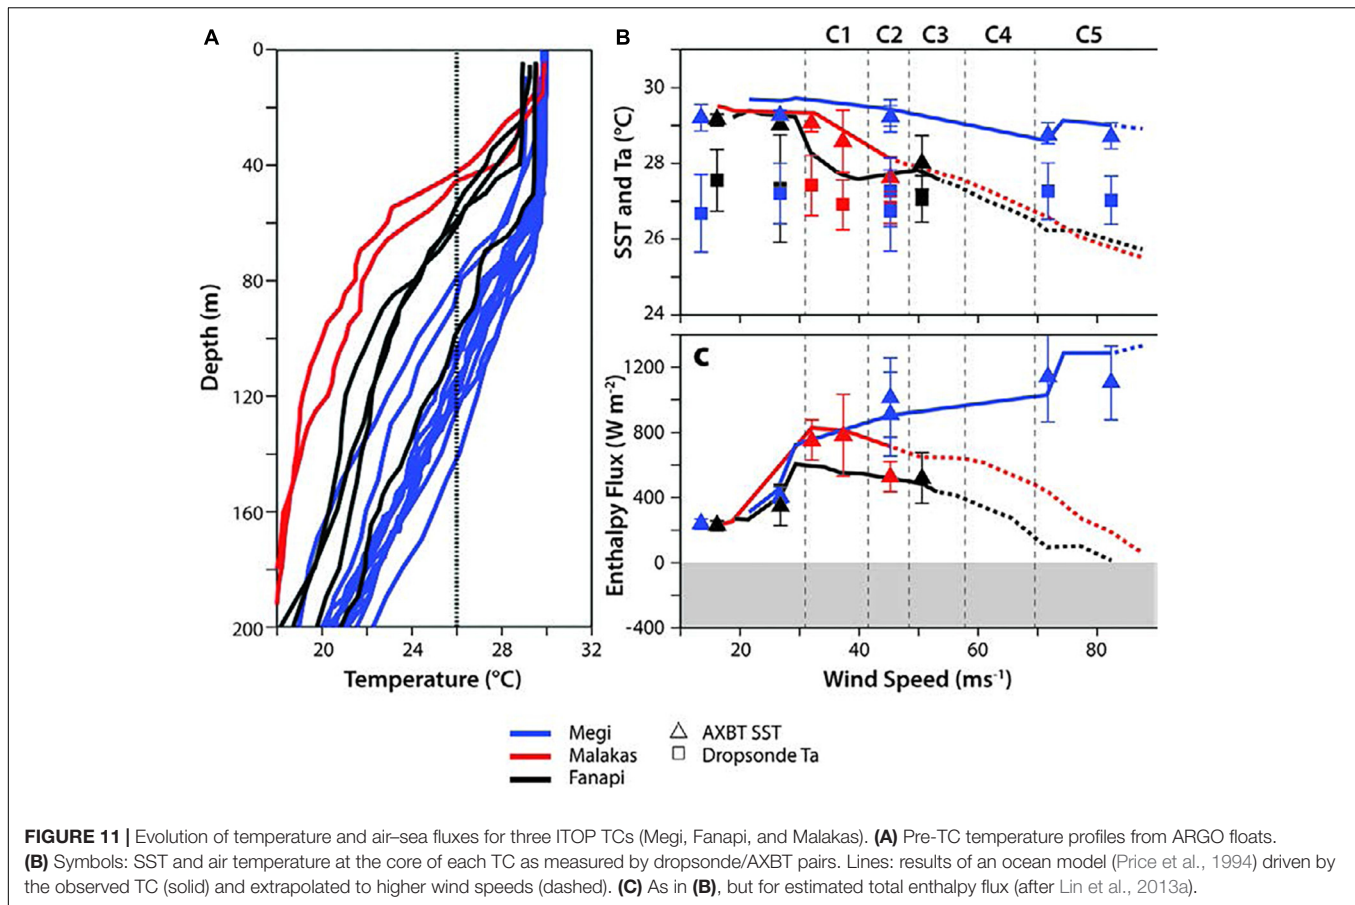 A
B
C1
C2
C3
C4
C5
0
40
80
120
160
200
Depth (m)
20
24
28
32
Temperature (°C)
30
28
26
24
SST and Ta (°C)
C
1200
800
400
0
-400
Enthalpy Flux (W m-2)
20
40
60
80
Wind Speed (ms-1)
Megi
Malakas
Fanapi
AXBT SST
Dropsonde Ta
FIGURE 11 | Evolution of temperature and air–sea fluxes for three ITOP TCs (Megi, Fanapi, and Malakas). (A) Pre-TC temperature profiles from ARGO floats.
(B) Symbols: SST and air temperature at the core of each TC as measured by dropsonde/AXBT pairs. Lines: results of an ocean model (Price et al., 1994) driven by
the observed TC (solid) and extrapolated to higher wind speeds (dashed). (C) As in (B), but for estimated total enthalpy flux (after Lin et al., 2013a).